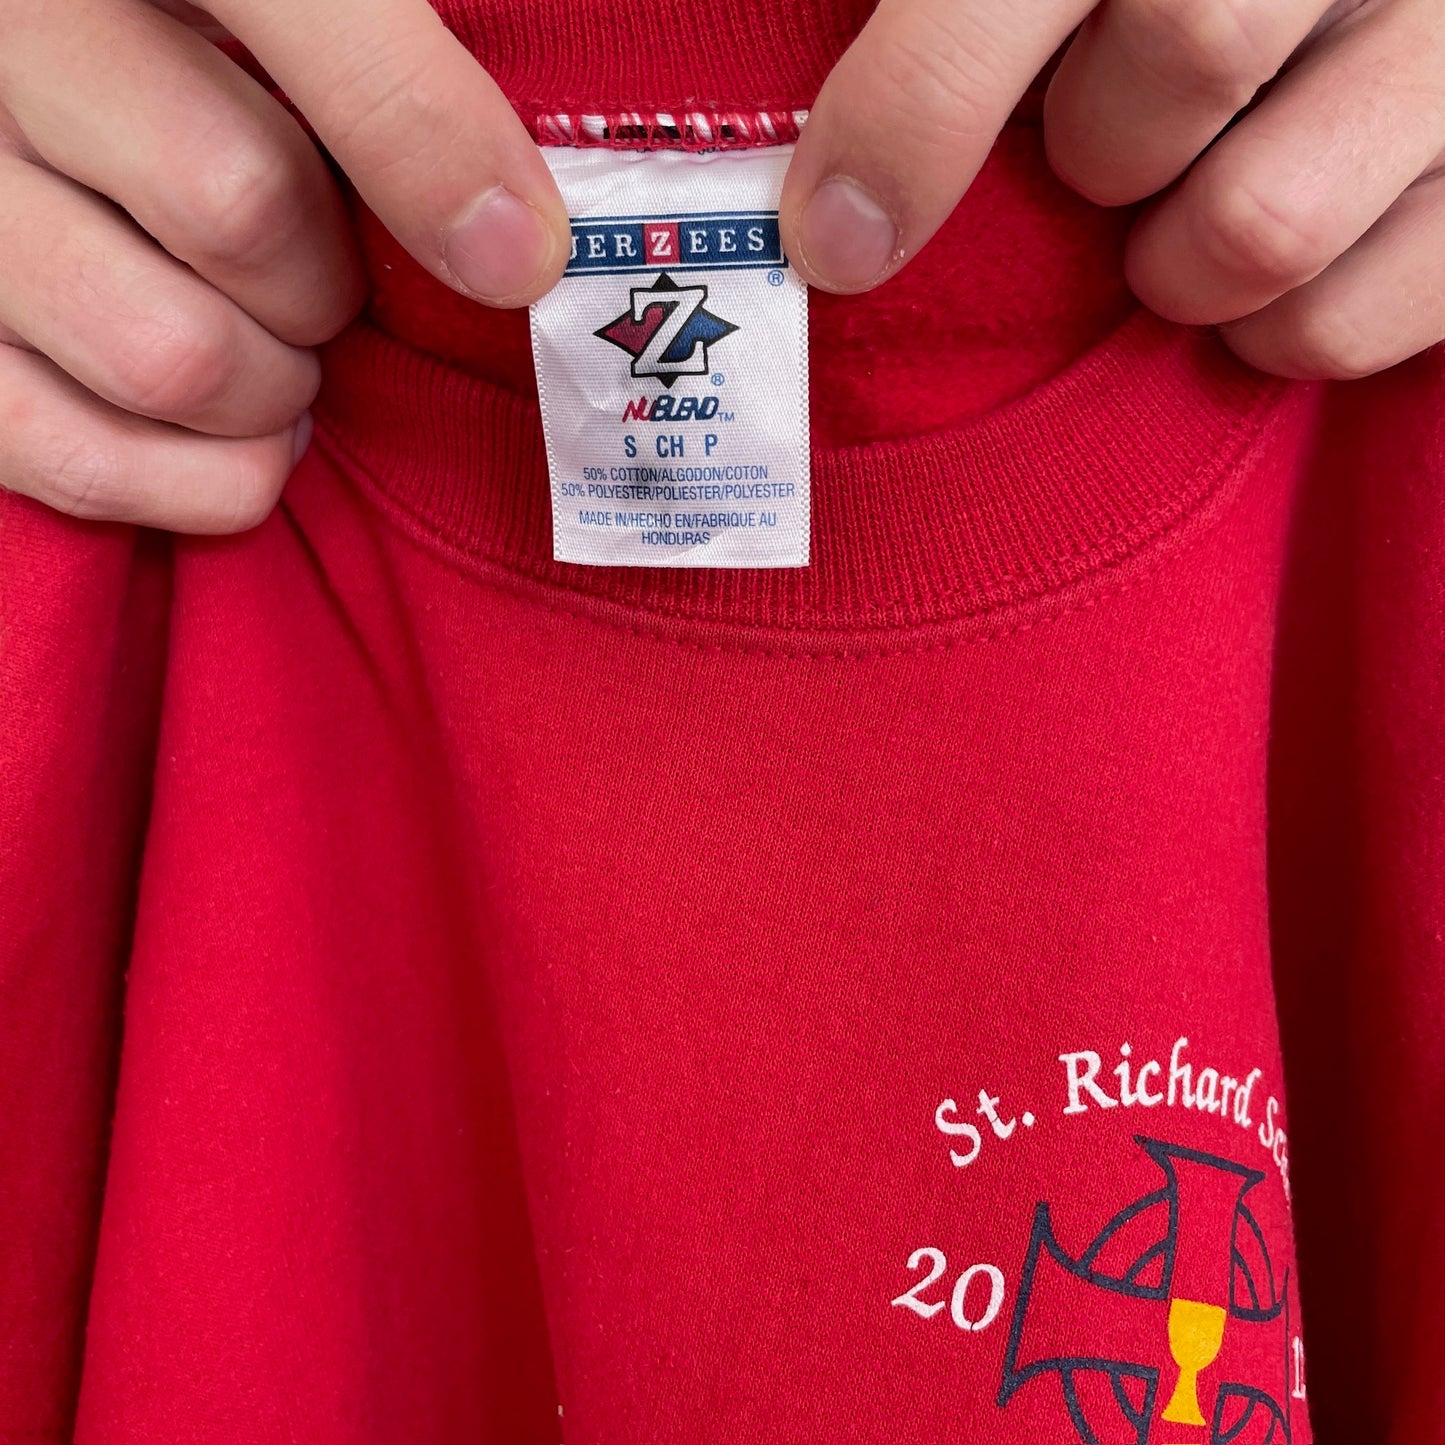 JERZEES ®
Z ®
NUBLEND™
S CH P
50% COTTON/ALGODON/COTON
50% POLYESTER/POLIESTER/POLYESTER
MADE IN/HECHO EN/FABRIQUE AU
HONDURAS
St. Richard
20